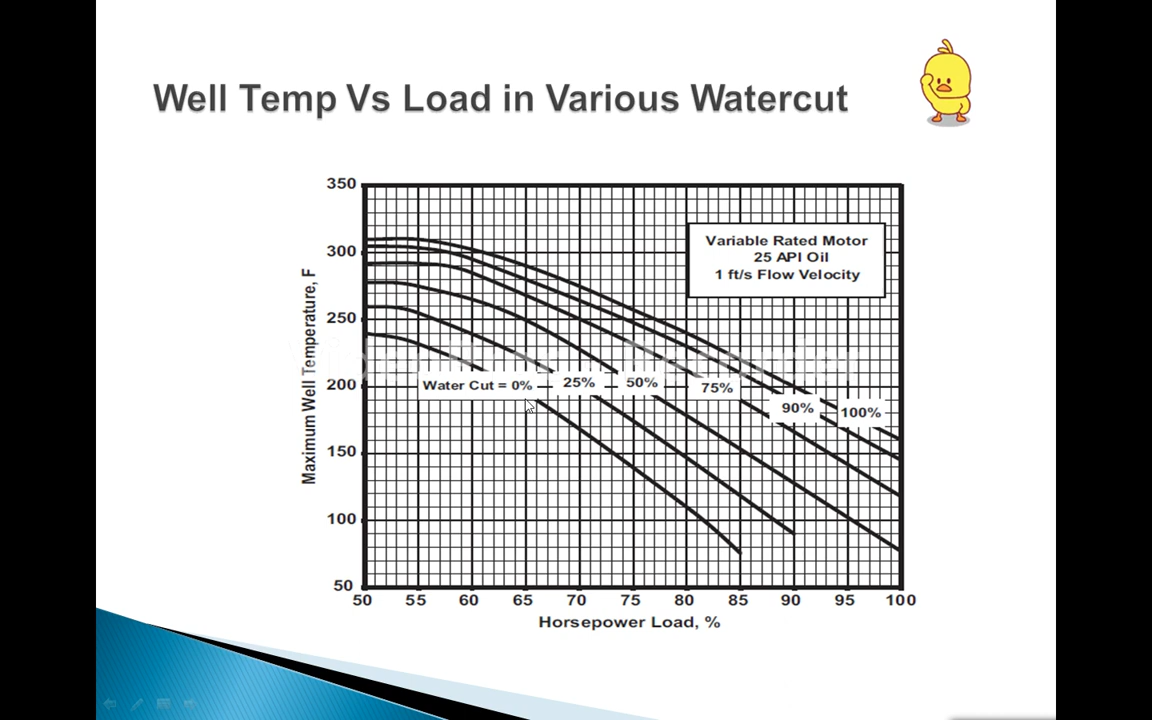 Well Temp Vs Load in Various Watercut
350
300
250
200
150
100
50
Maximum Well Temperature, F
Variable Rated Motor
25 API Oil
1 ft/s Flow Velocity
Water Cut = 0%
25%
50%
75%
90%
100%
50 55 60 65 70 75 80 85 90 95 100
Horsepower Load, %